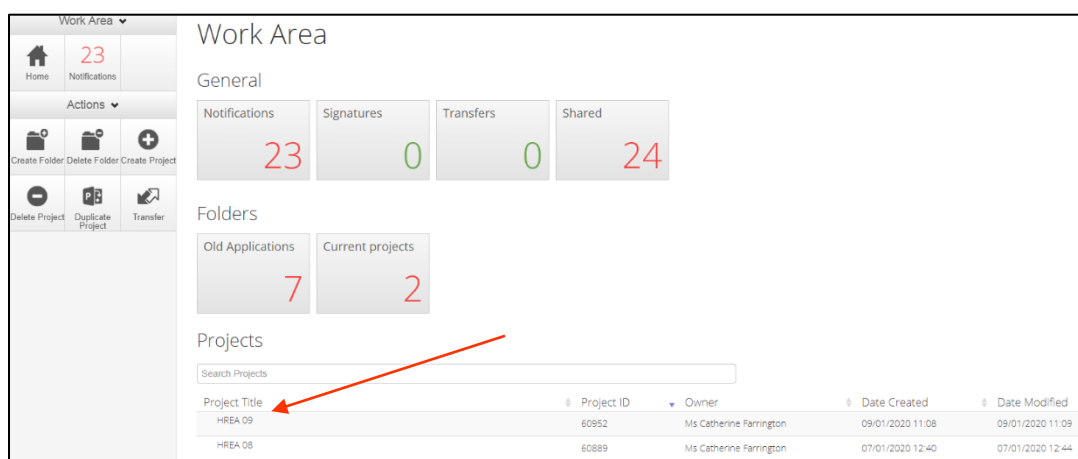 Work Area
Home
23
Notifications
Actions
Create Folder
Delete Folder
Create Project
Delete Project
Duplicate
Project
Transfer
Work Area
General
Notifications
23
Signatures
0
Transfers
0
Shared
24
Folders
Old Applications
7
Current projects
2
Projects
Search Projects
Project Title Project ID Owner Date Created Date Modified
HREA 09 60952 Ms Catherine Farrington 09/01/2020 11:08 09/01/2020 11:09
HREA 08 60889 Ms Catherine Farrington 07/01/2020 12:40 07/01/2020 12:44